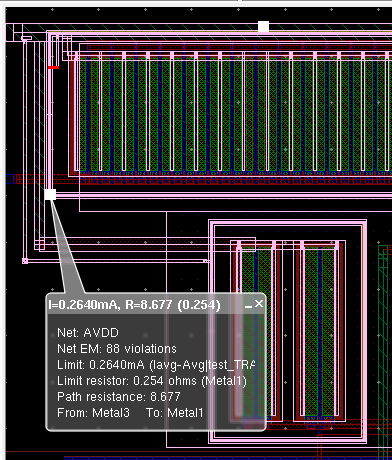 I=0.2640mA, R=8.677 (0.254)
Net: AVDD
Net EM: 88 violations
Limit: 0.2640mA (Iavg-Avg|test_TRA
Limit resistor: 0.254 ohms (Metal1)
Path resistance: 8.677
From: Metal3 To: Metal1